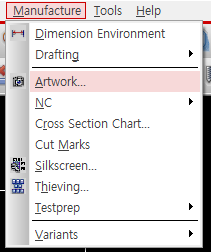 Manufacture Tools Help
Dimension Environment
Drafting
Artwork...
NC
Cross Section Chart...
Cut Marks
Silkscreen...
Thieving...
Testprep
Variants